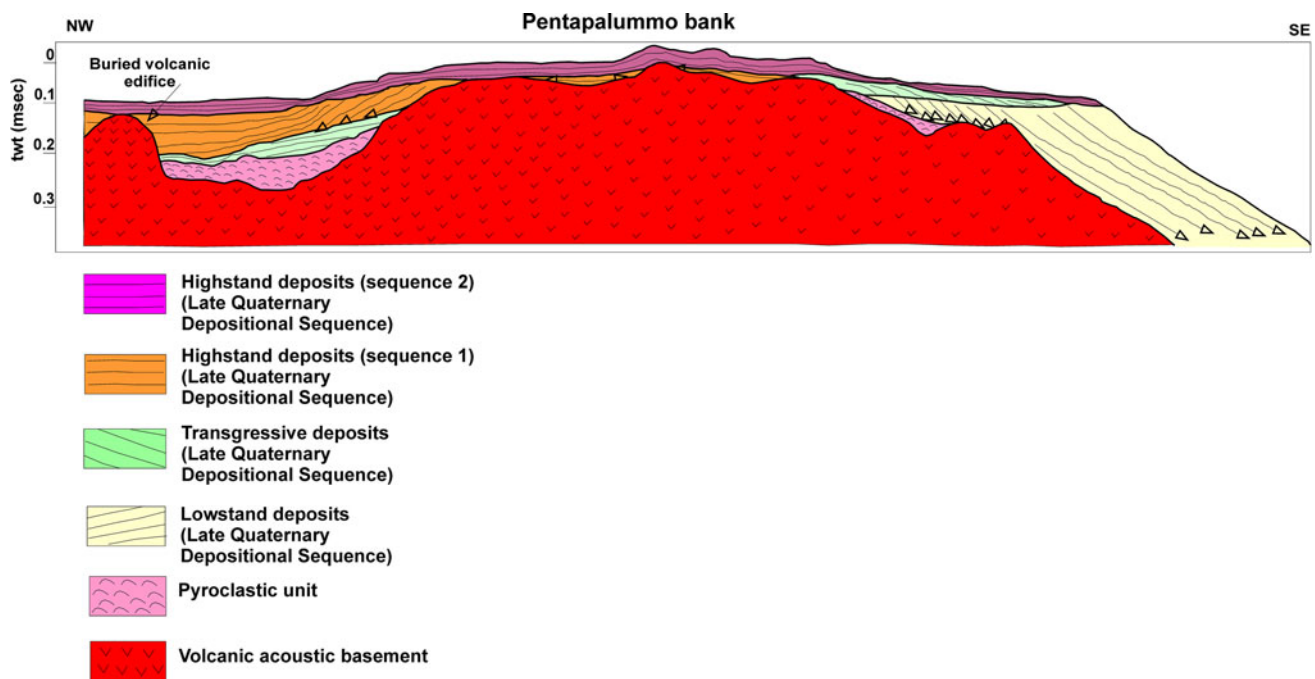 Pentapalummo bank
NW
SE
Buried volcanic
edifice
0
0.1
0.2
0.3
twt (msec)
Highstand deposits (sequence 2)
(Late Quaternary
Depositional Sequence)
Highstand deposits (sequence 1)
(Late Quaternary
Depositional Sequence)
Transgressive deposits
(Late Quaternary
Depositional Sequence)
Lowstand deposits
(Late Quaternary
Depositional Sequence)
Pyroclastic unit
Volcanic acoustic basement